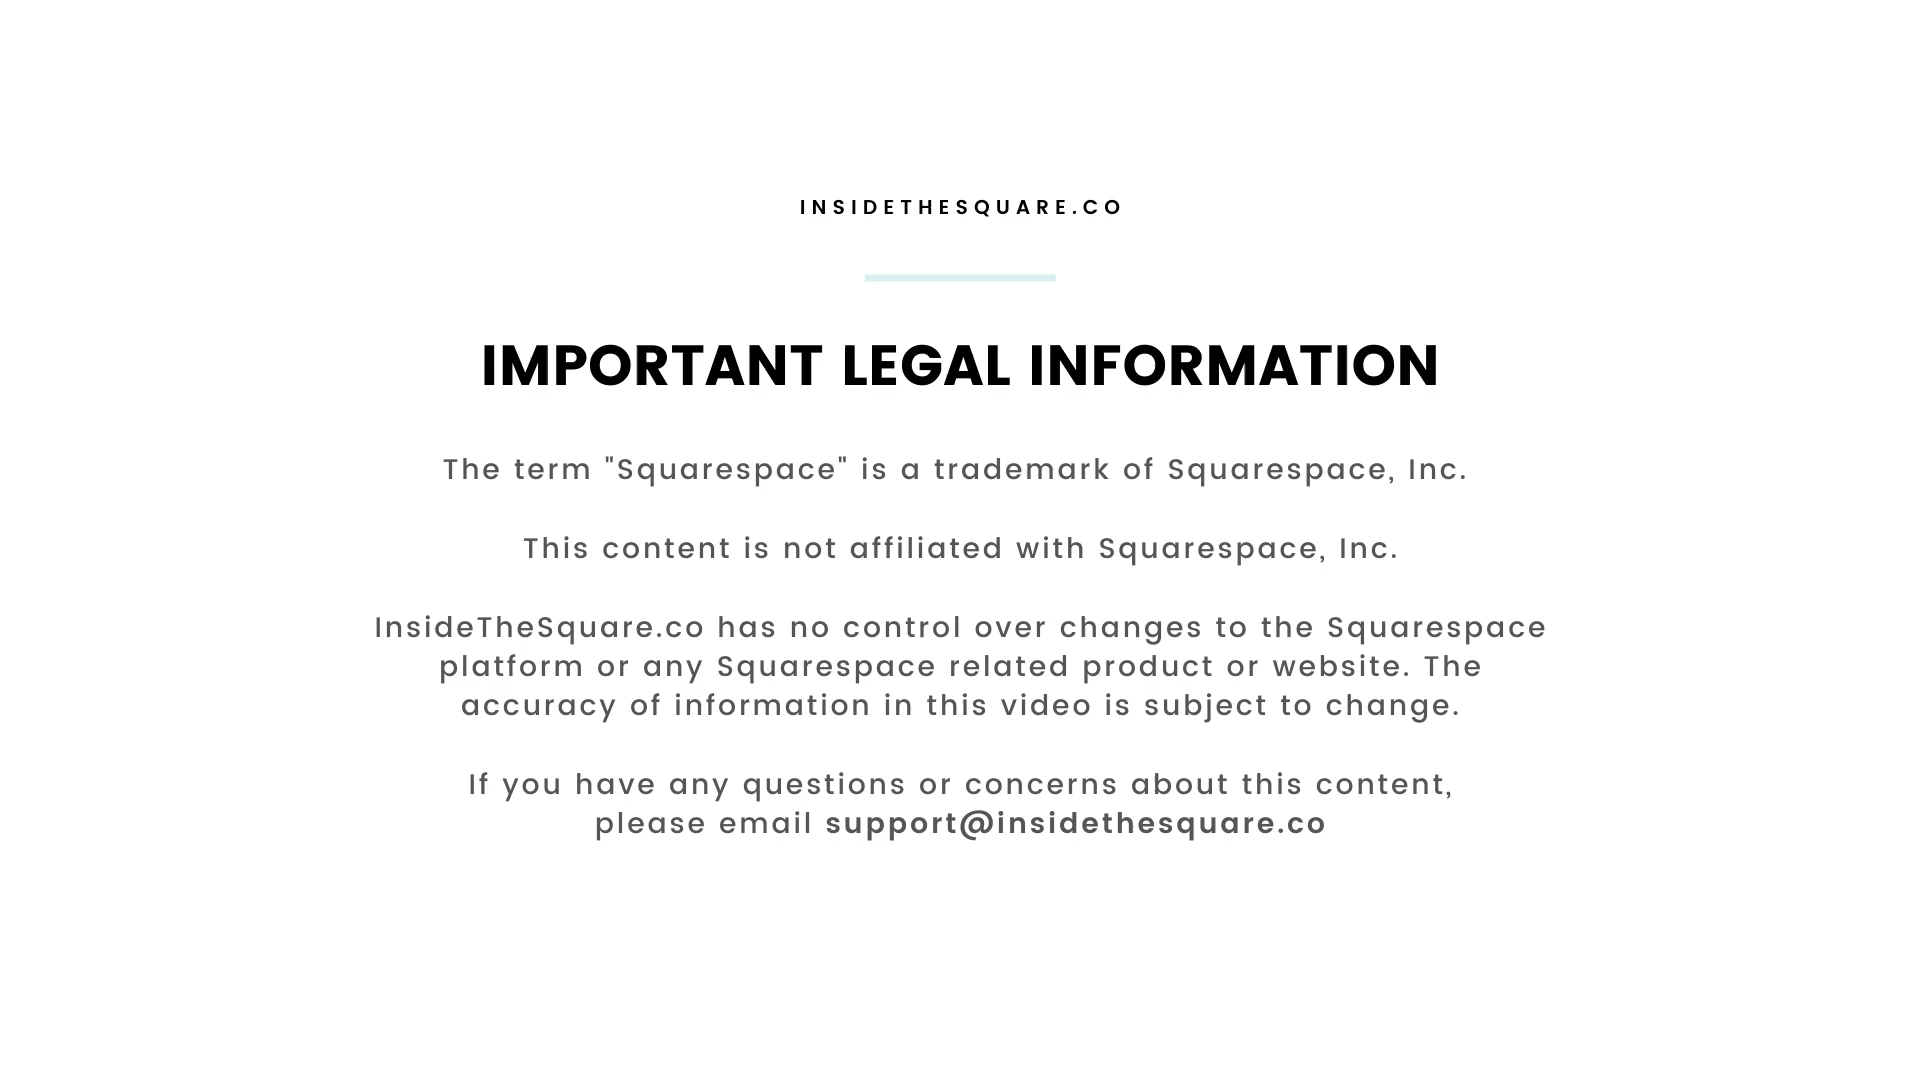 INSIDETHESQUARE.CO
IMPORTANT LEGAL INFORMATION
The term "Squarespace" is a trademark of Squarespace, Inc.
This content is not affiliated with Squarespace, Inc.
InsideTheSquare.co has no control over changes to the Squarespace
platform or any Squarespace related product or website. The
accuracy of information in this video is subject to change.
If you have any questions or concerns about this content,
please email support@insidethesquare.co